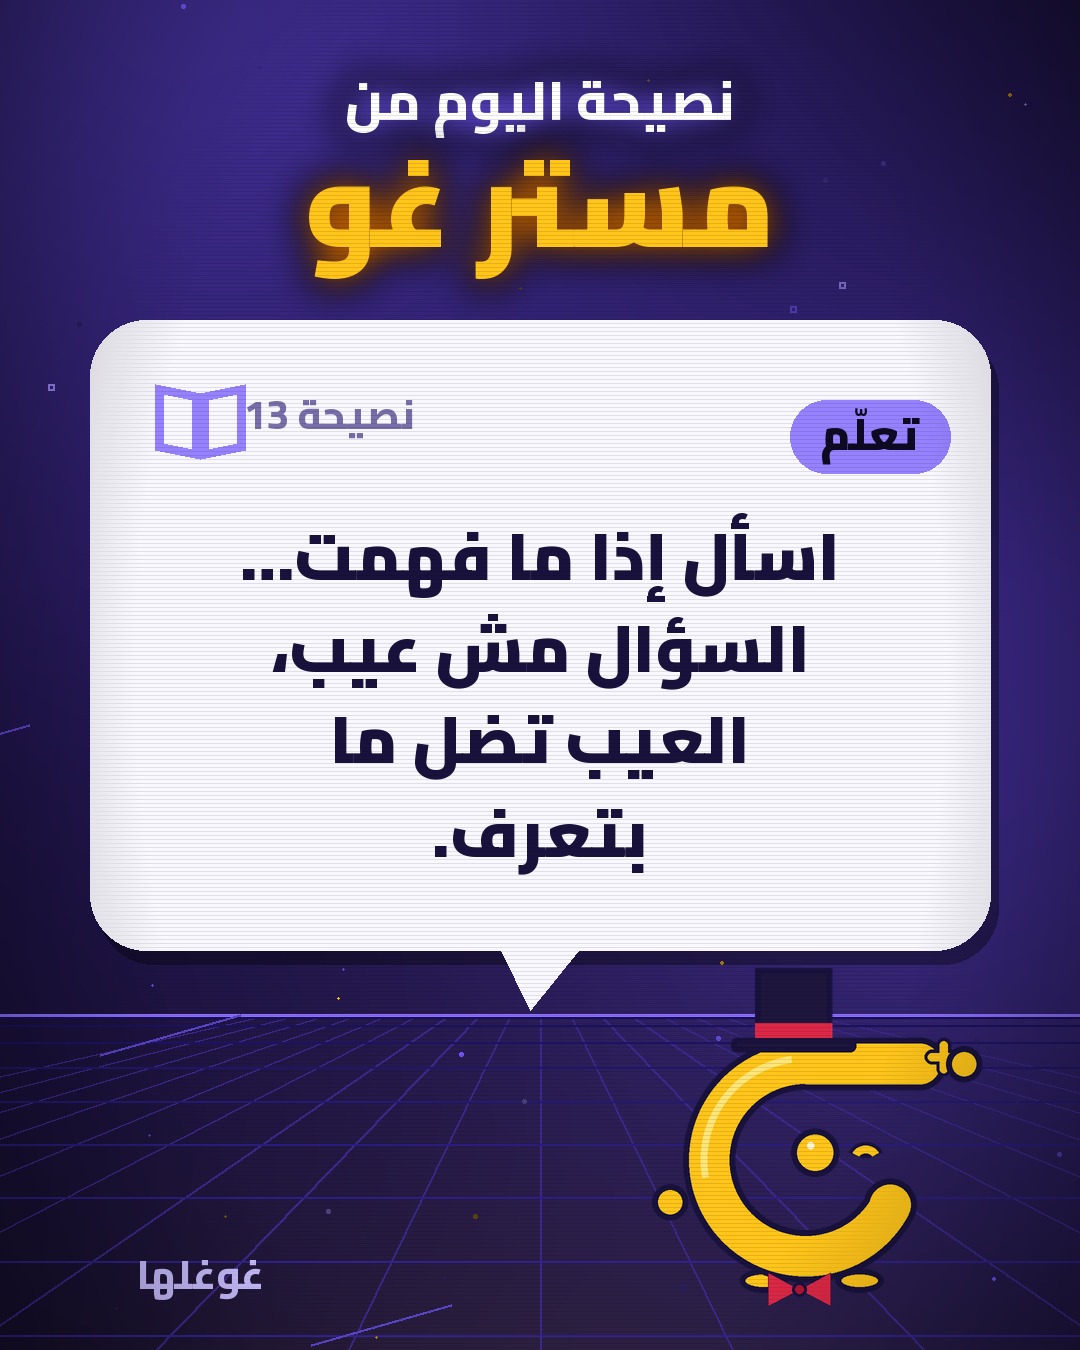 نصيحة اليوم من
مستر غو
تعلّم
نصيحة 13
اسأل إذا ما فهمت...
السؤال مش عيب،
العيب تضل ما
بتعرف.
غوغلها